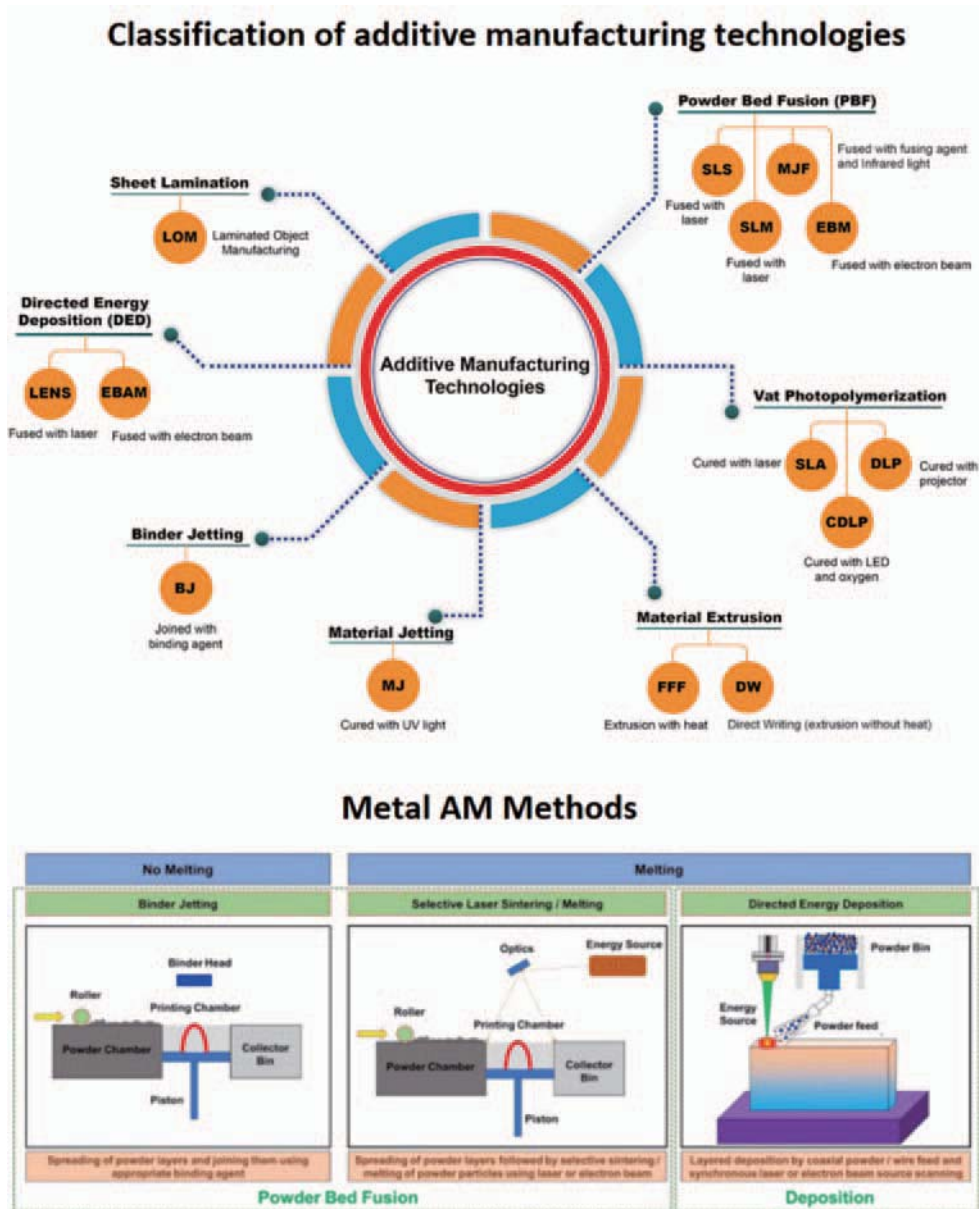 Classification of additive manufacturing technologies
Powder Bed Fusion (PBF)
SLS
MJF
Fused with fusing agent
and Infrared light
Fused with
laser
SLM
EBM
Fused with
laser
Fused with electron beam
Sheet Lamination
LOM
Laminated Object
Manufacturing
Directed Energy
Deposition (DED)
LENS
EBAM
Fused with laser
Fused with electron beam
Additive Manufacturing
Technologies
Vat Photopolymerization
Cured with laser
SLA
DLP
Cured with
projector
CDLP
Cured with LED
and oxygen
Binder Jetting
BJ
Joined with
binding agent
Material Jetting
MJ
Cured with UV light
Material Extrusion
FFF
DW
Extrusion with heat
Direct Writing (extrusion without heat)
Metal AM Methods
No Melting
Melting
Binder Jetting
Selective Laser Sintering / Melting
Directed Energy Deposition
Binder Head
Roller
Printing Chamber
Powder Chamber
Collector
Bin
Piston
Optics
Energy Source
Roller
Printing Chamber
Powder Chamber
Collector
Bin
Piston
Powder Bin
Energy
Source
Powder feed
Spreading of powder layers and joining them using
appropriate binding agent
Spreading of powder layers followed by selective sintering /
melting of powder particles using laser or electron beam
Layered deposition by coaxial powder / wire feed and
synchronous laser or electron beam source scanning
Powder Bed Fusion
Deposition